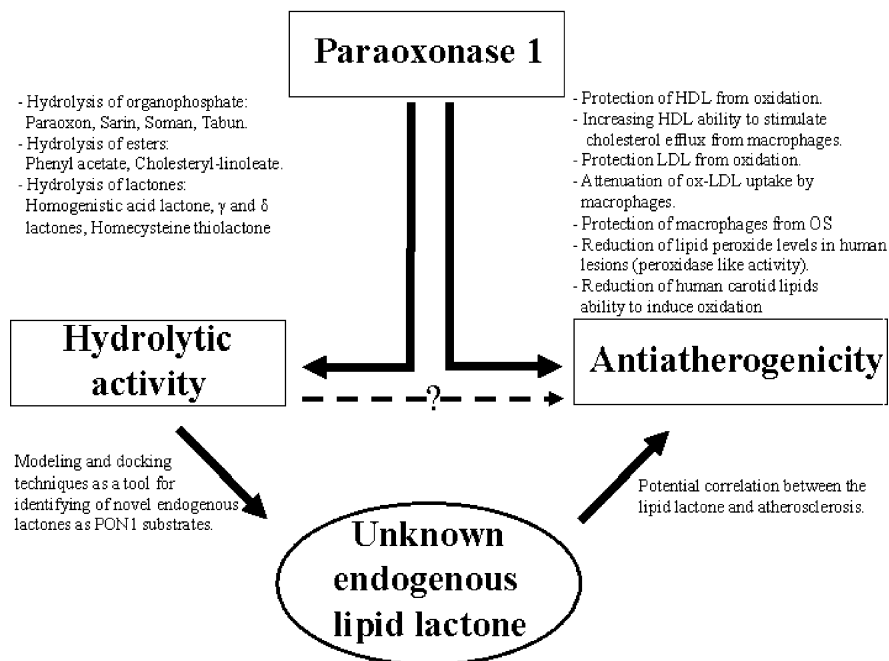 Paraoxonase 1
- Hydrolysis of organophosphate:
Paraoxon, Sarin, Soman, Tabun.
- Hydrolysis of esters:
Phenyl acetate, Cholesteryl-linoleate.
- Hydrolysis of lactones:
Homogenistic acid lactone, γ and δ
lactones, Homecysteine thiolactone
- Protection of HDL from oxidation.
- Increasing HDL ability to stimulate
cholesterol efflux from macrophages.
- Protection LDL from oxidation.
- Attenuation of ox-LDL uptake by
macrophages.
- Protection of macrophages from OS
- Reduction of lipid peroxide levels in human
lesions (peroxidase like activity).
- Reduction of human carotid lipids
ability to induce oxidation
Hydrolytic
activity
?
Antiatherogenicity
Modeling and docking
techniques as a tool for
identifying of novel endogenous
lactones as PON1 substrates.
Potential correlation between the
lipid lactone and atherosclerosis.
Unknown
endogenous
lipid lactone